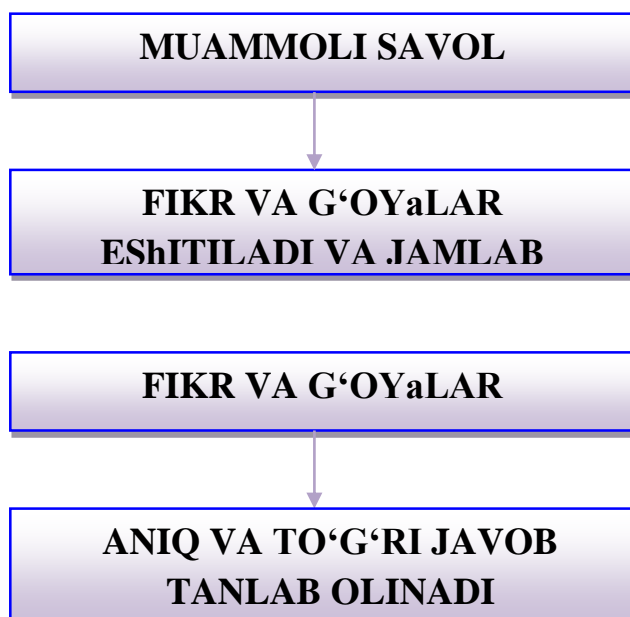 MUAMMOLI SAVOL
FIKR VA G‘OYaLAR
EShITILADI VA JAMLAB
FIKR VA G‘OYaLAR
ANIQ VA TO‘G‘RI JAVOB
TANLAB OLINADI